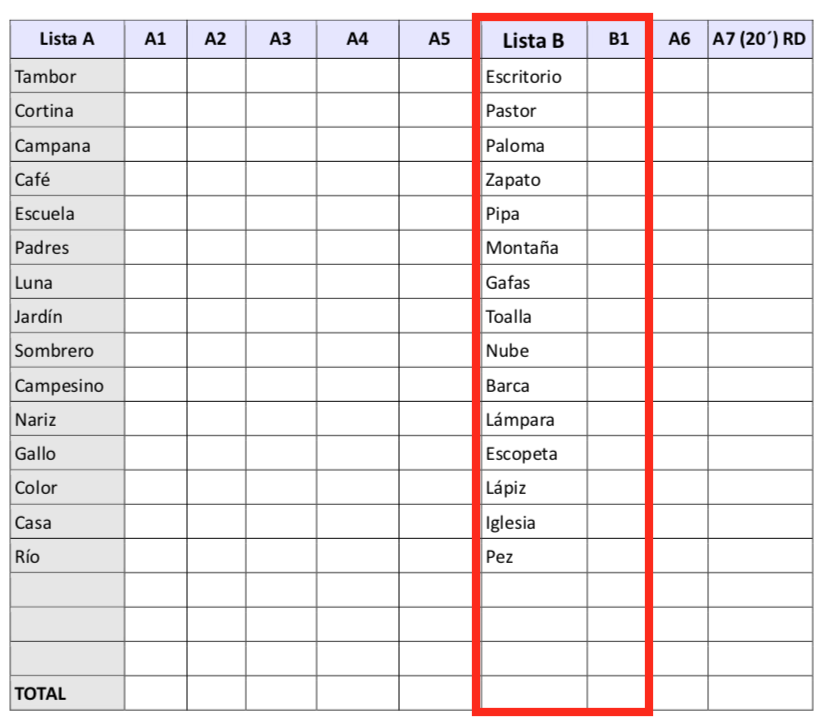 Lista A A1 A2 A3 A4 A5 Lista B B1 A6 A7 (20´) RD
Tambor Escritorio
Cortina Pastor
Campana Paloma
Café Zapato
Escuela Pipa
Padres Montaña
Luna Gafas
Jardín Toalla
Sombrero Nube
Campesino Barca
Nariz Lámpara
Gallo Escopeta
Color Lápiz
Casa Iglesia
Río Pez
TOTAL